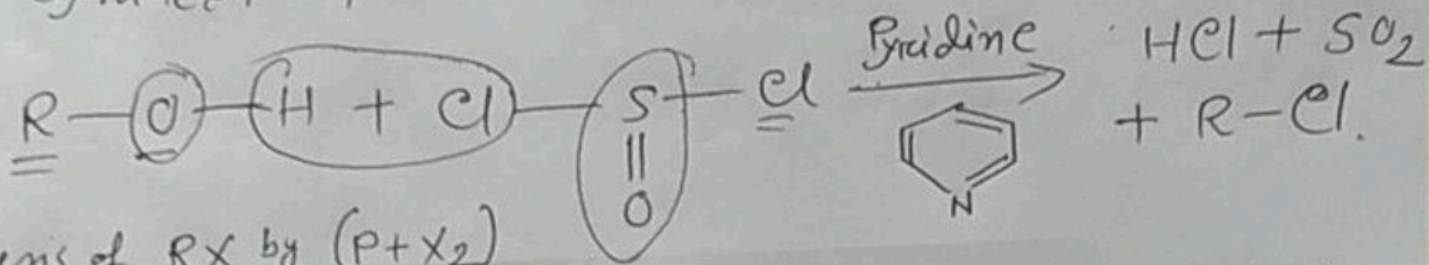 Pyridine HCl + SO2
R-O-H + Cl-S-Cl → + R-Cl.
||
O
N
of RX by (P+X2)